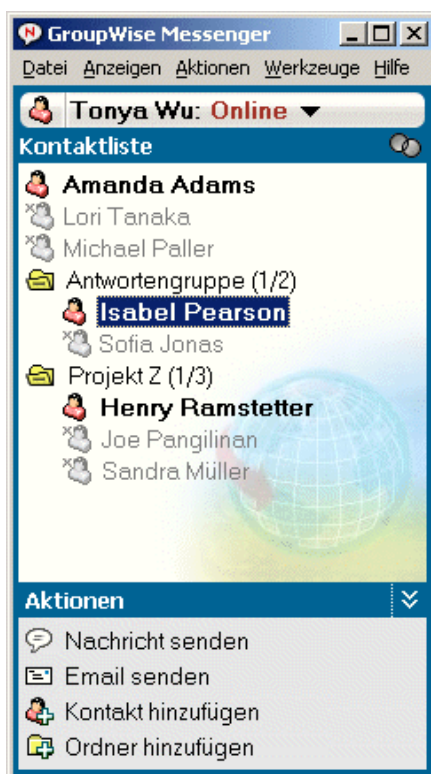 GroupWise Messenger
Datei Anzeigen Aktionen Werkzeuge Hilfe
Tonya Wu: Online
Kontaktliste
Amanda Adams
Lori Tanaka
Michael Paller
Antwortengruppe (1/2)
Isabel Pearson
Sofia Jonas
Projekt Z (1/3)
Henry Ramstetter
Joe Pangilinan
Sandra Müller
Aktionen
Nachricht senden
Email senden
Kontakt hinzufügen
Ordner hinzufügen